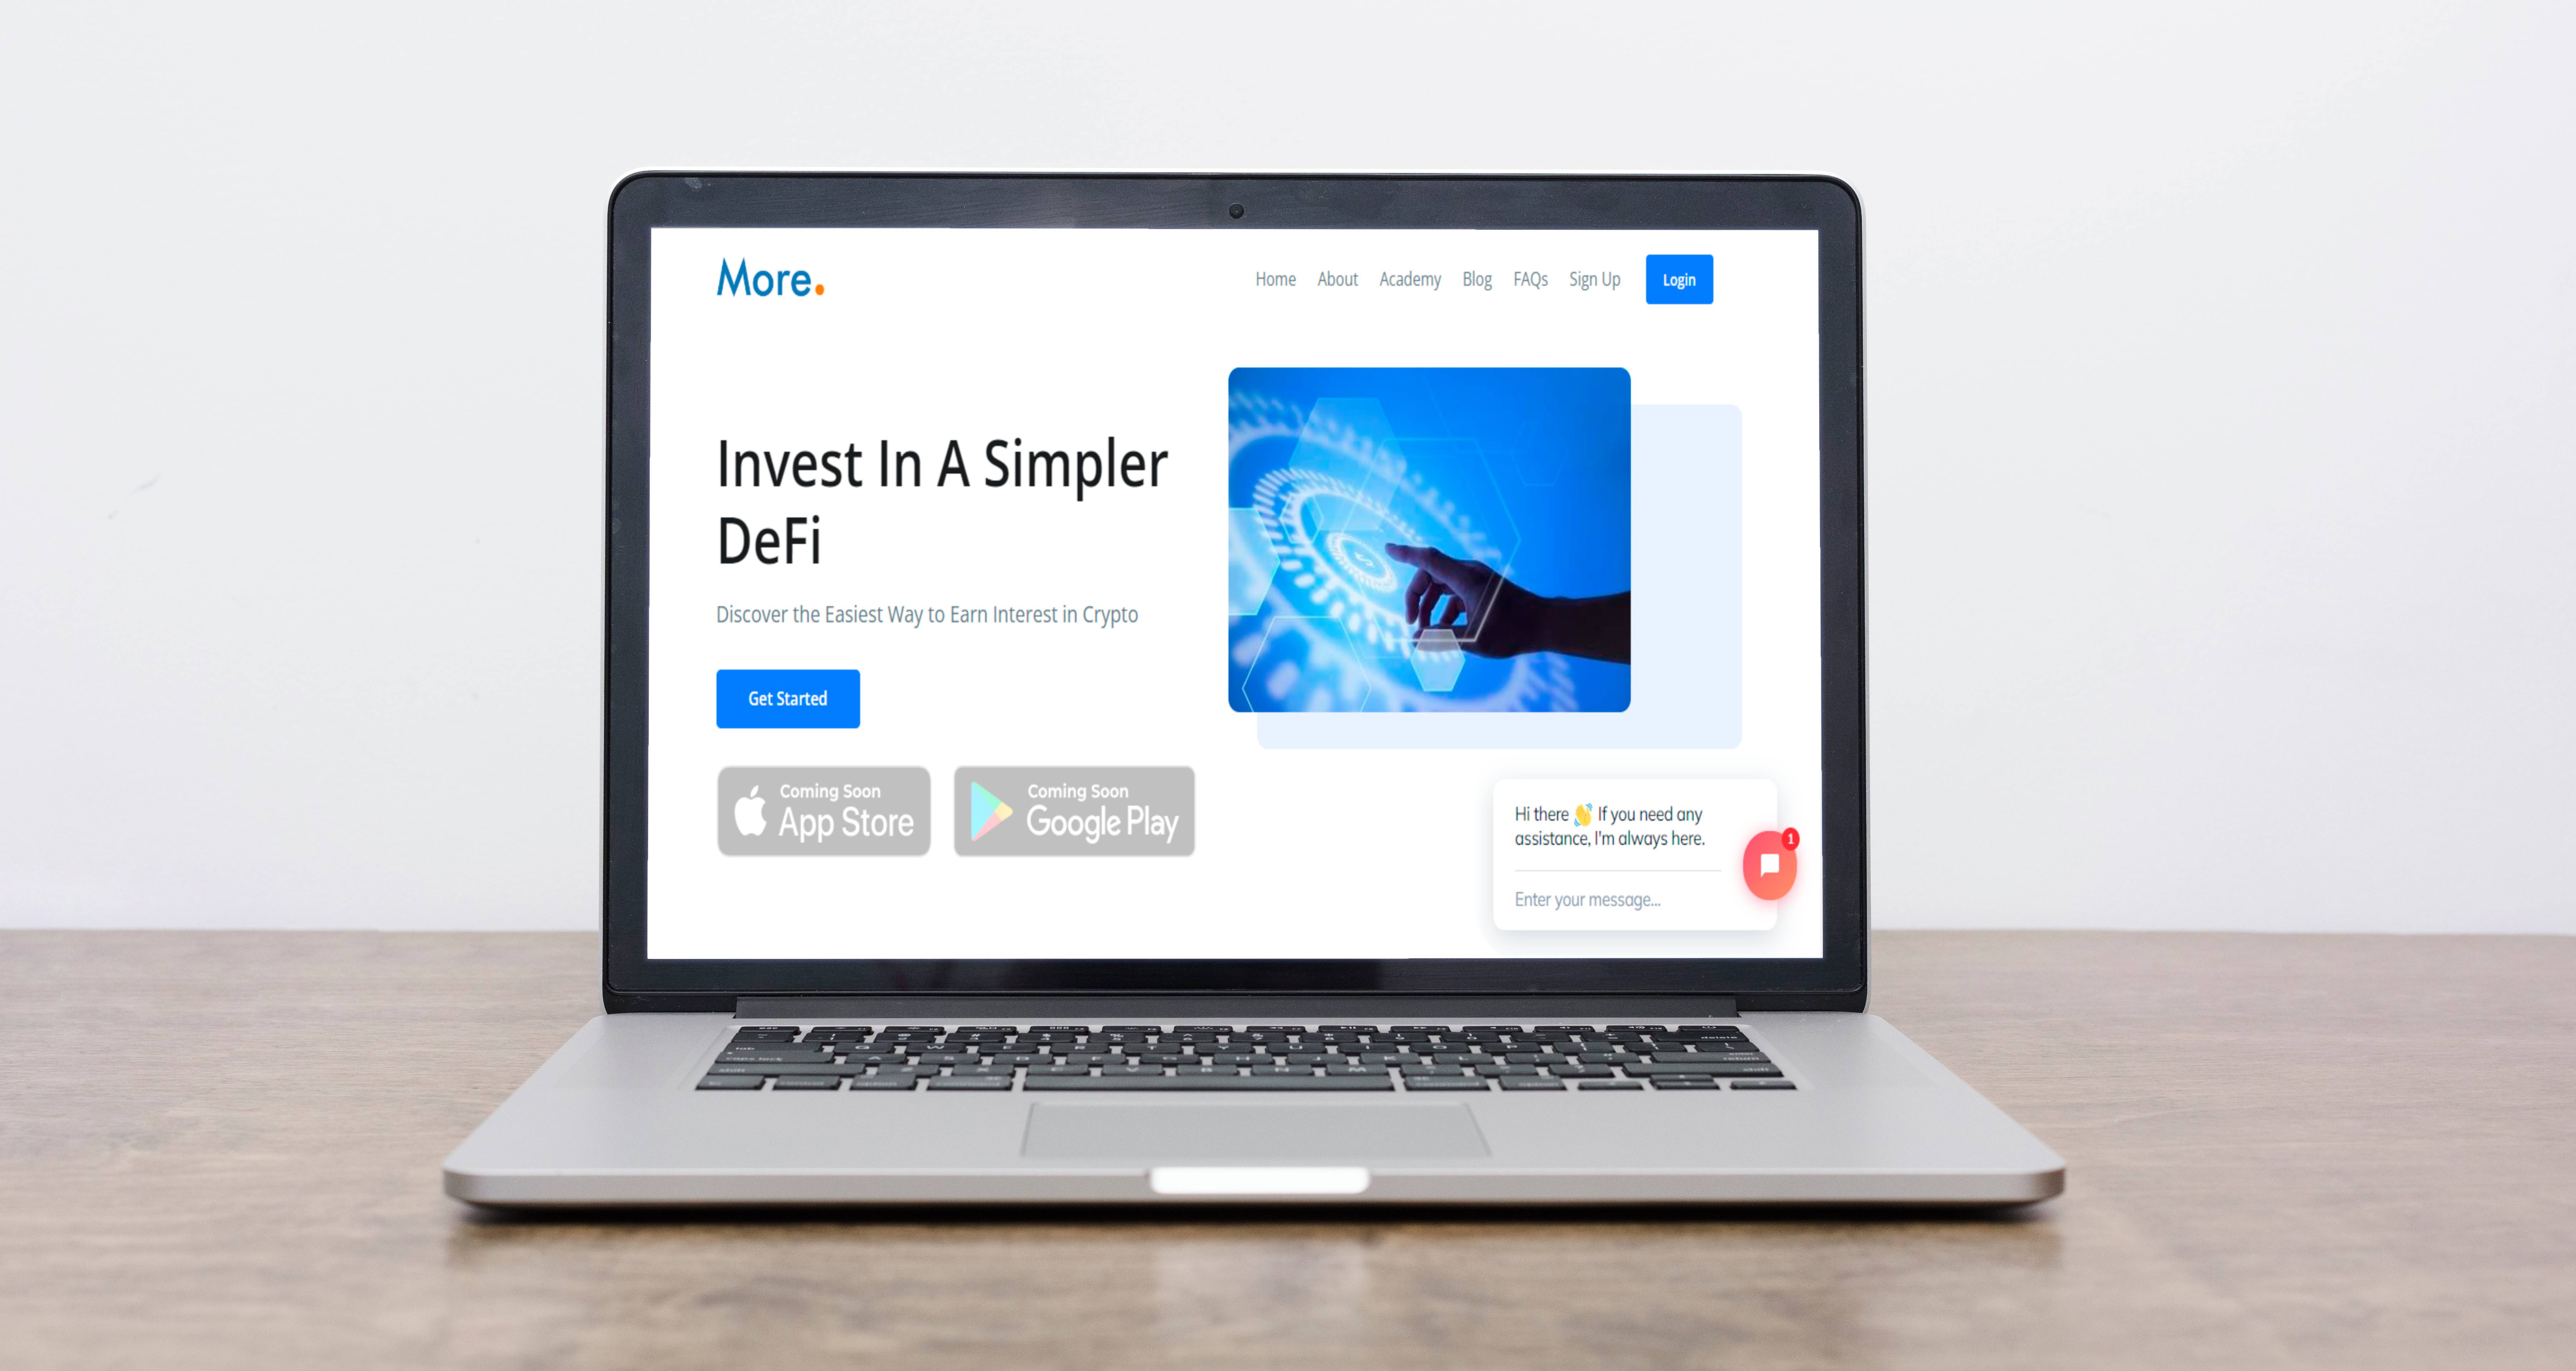 More.
Home About Academy Blog FAQs Sign Up Login
Invest In A Simpler
DeFi
Discover the Easiest Way to Earn Interest in Crypto
Get Started
Coming Soon
App Store
Coming Soon
Google Play
Hi there 👋 If you need any
assistance, I'm always here.
1
Enter your message...